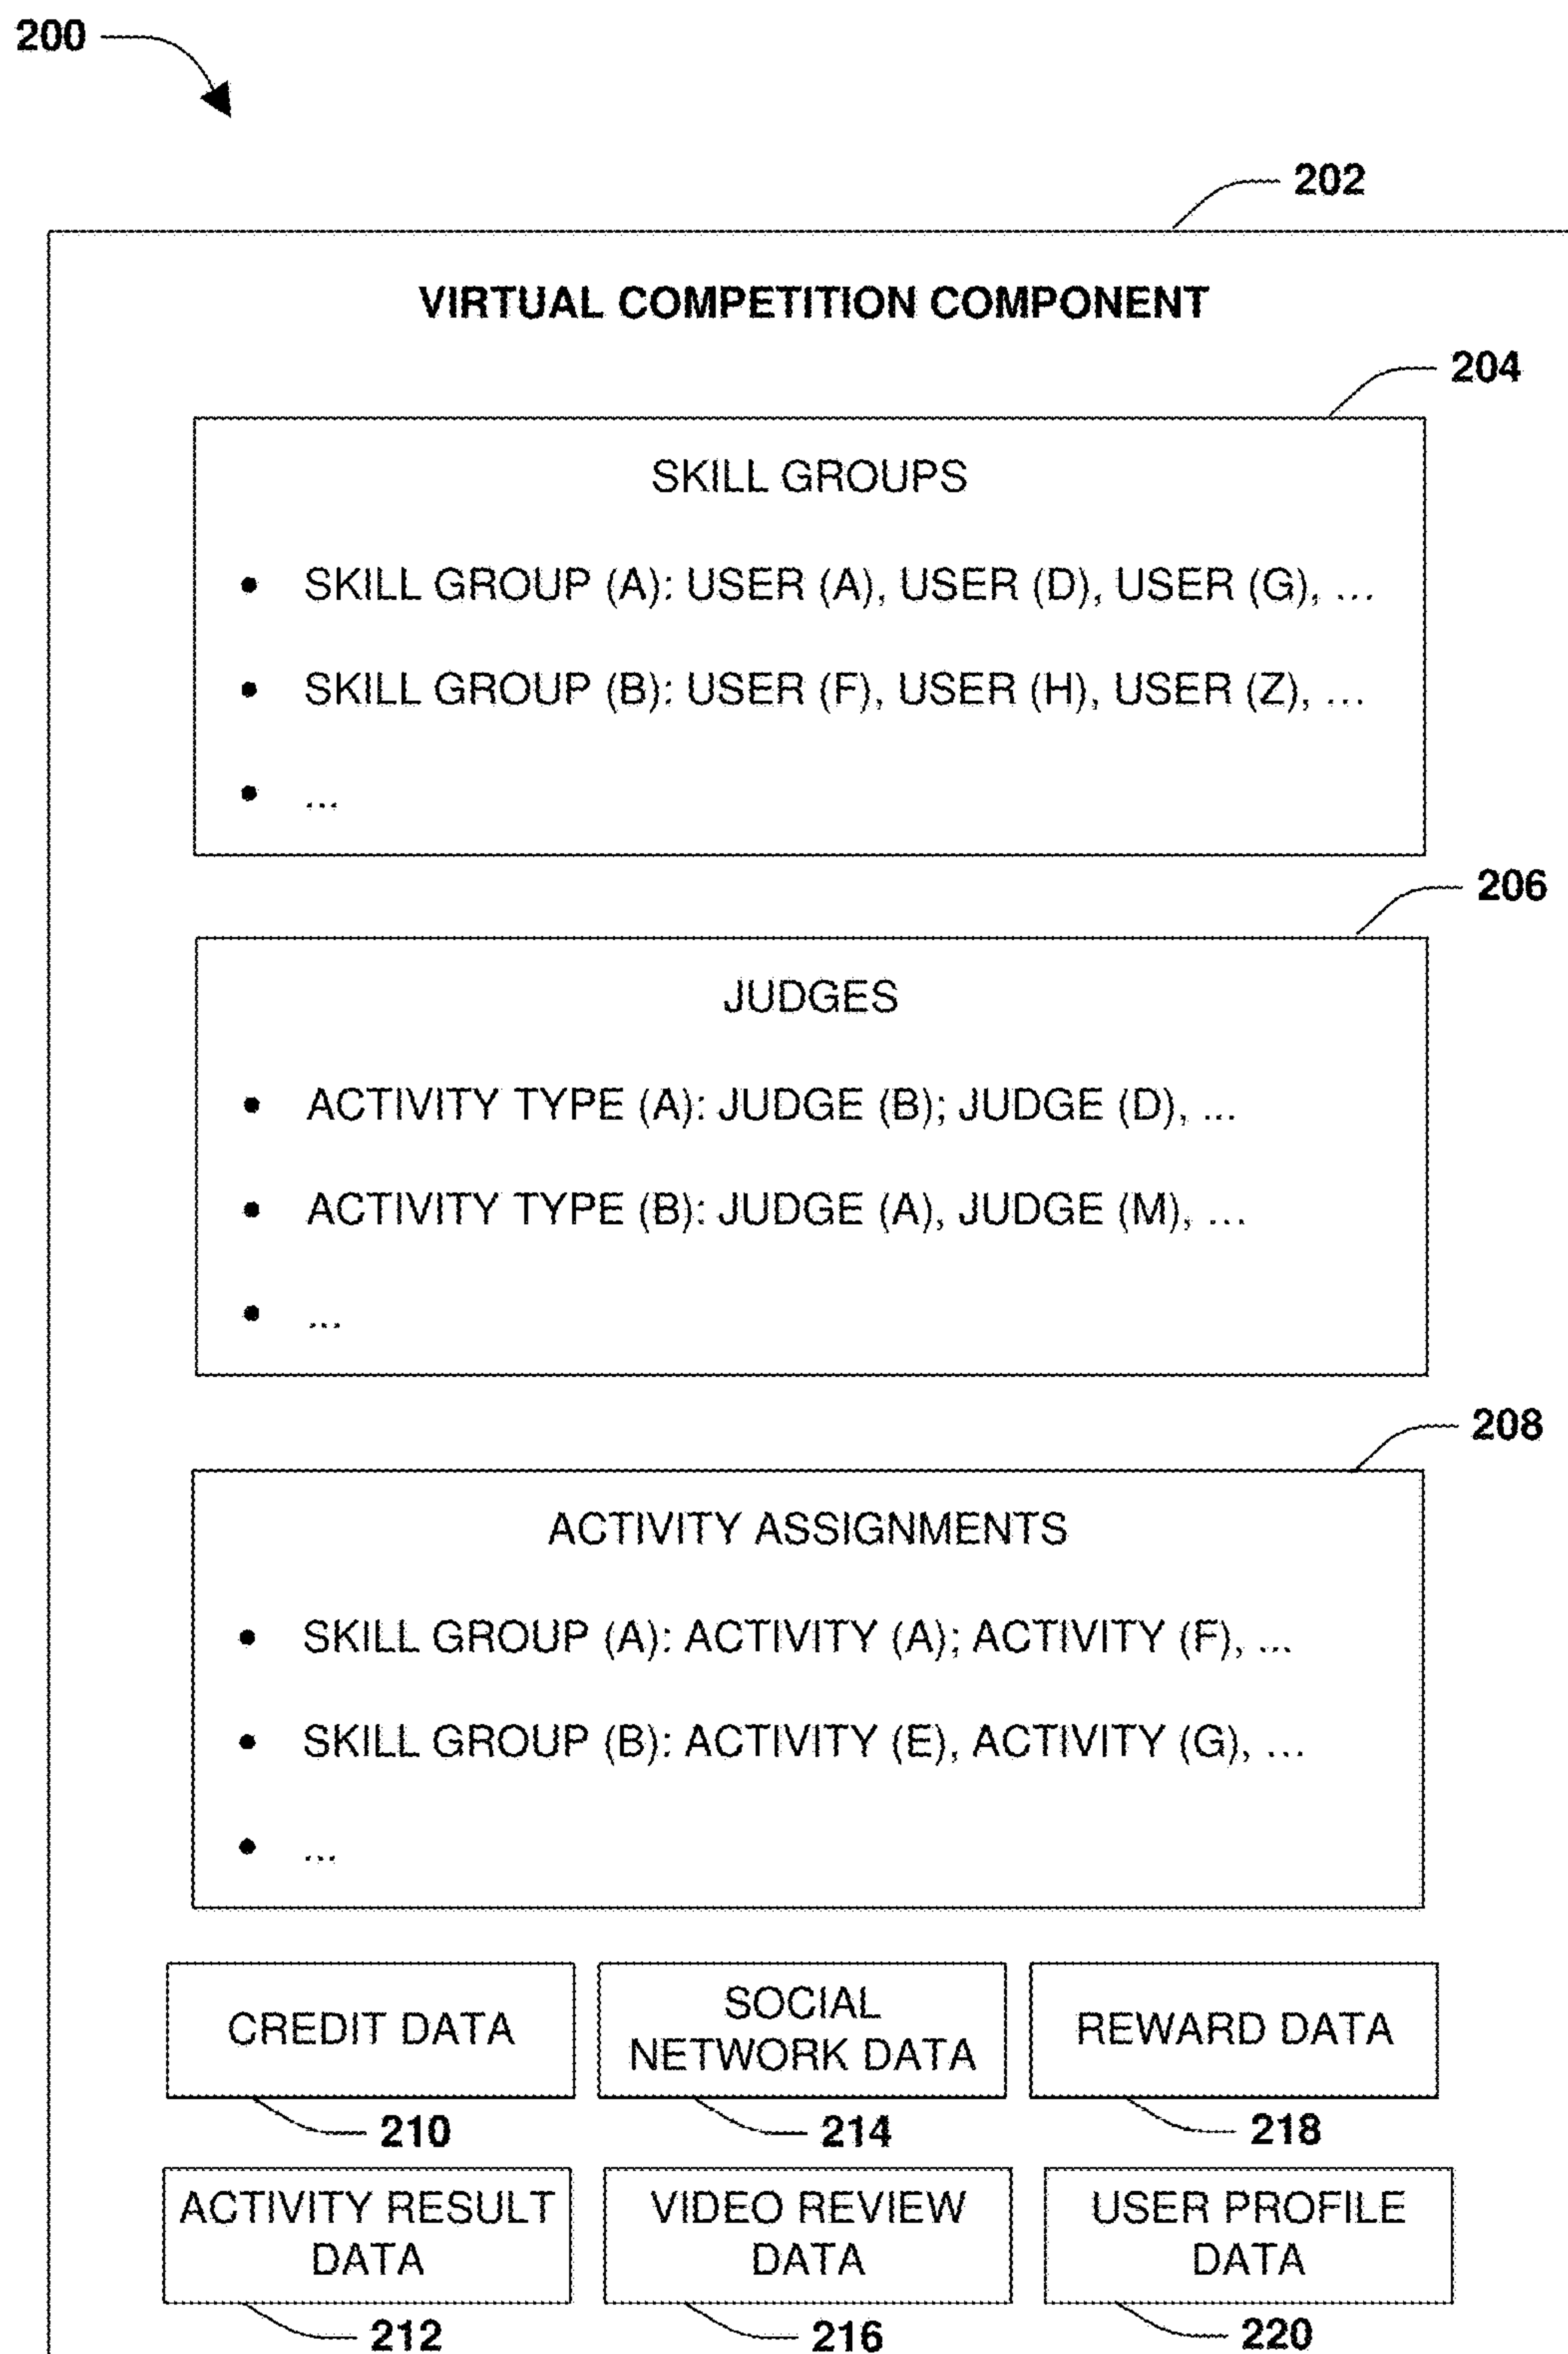 200
202
VIRTUAL COMPETITION COMPONENT
204
SKILL GROUPS
• SKILL GROUP (A): USER (A), USER (D), USER (G), ...
• SKILL GROUP (B): USER (F), USER (H), USER (Z), ...
• ...
206
JUDGES
• ACTIVITY TYPE (A): JUDGE (B); JUDGE (D), ...
• ACTIVITY TYPE (B): JUDGE (A), JUDGE (M), ...
• ...
208
ACTIVITY ASSIGNMENTS
• SKILL GROUP (A): ACTIVITY (A); ACTIVITY (F), ...
• SKILL GROUP (B): ACTIVITY (E), ACTIVITY (G), ...
• ...
CREDIT DATA
210
SOCIAL
NETWORK DATA
214
REWARD DATA
218
ACTIVITY RESULT
DATA
212
VIDEO REVIEW
DATA
216
USER PROFILE
DATA
220